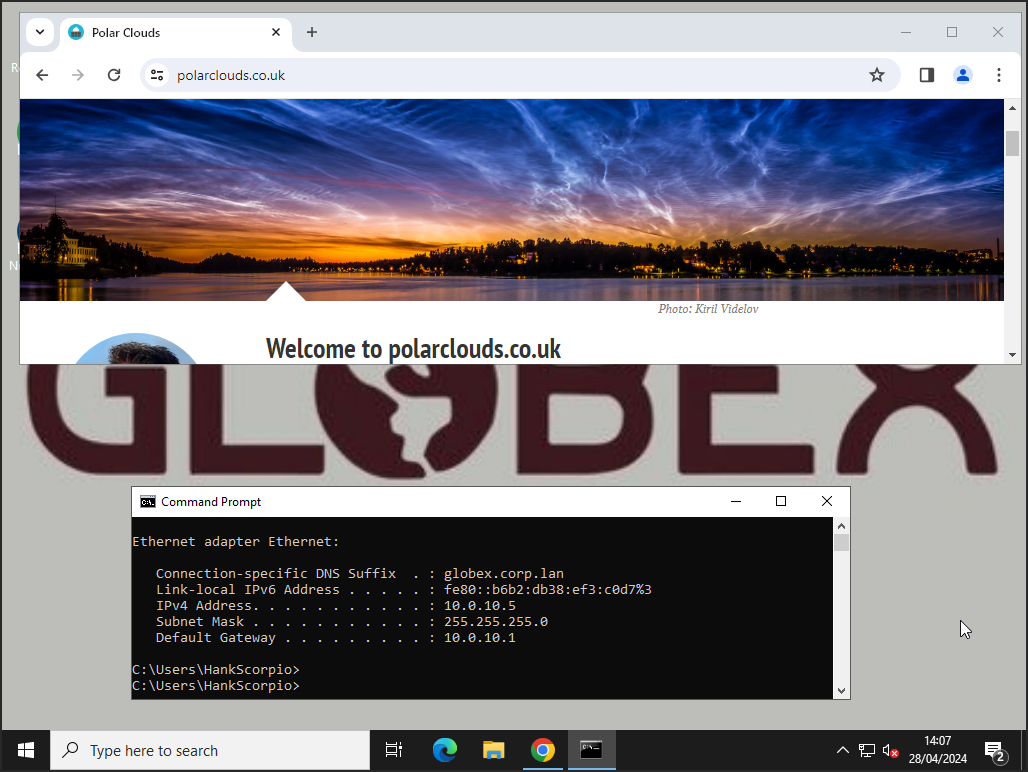 Polar Clouds
polarclouds.co.uk
Photo: Kiril Videlov
Welcome to polarclouds.co.uk
GLOBEX
Command Prompt
Ethernet adapter Ethernet:
Connection-specific DNS Suffix  . : globex.corp.lan
Link-local IPv6 Address . . . . . : fe80::b6b2:db38:ef3:c0d7%3
IPv4 Address. . . . . . . . . . . : 10.0.10.5
Subnet Mask . . . . . . . . . . . : 255.255.255.0
Default Gateway . . . . . . . . . : 10.0.10.1
C:\Users\HankScorpio>
C:\Users\HankScorpio>
Type here to search
14:07
28/04/2024
2